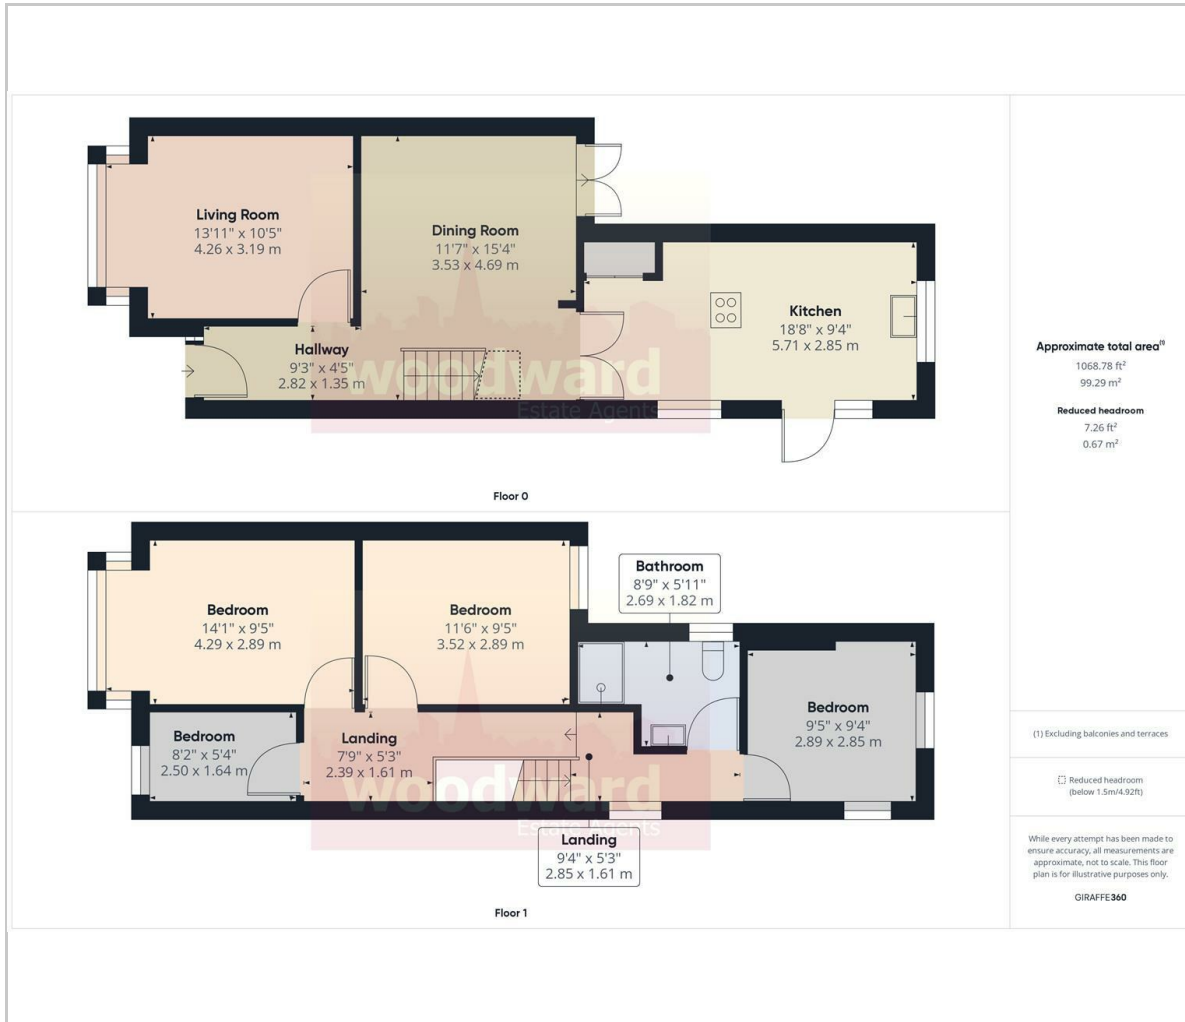 Living Room
13'11" x 10'5"
4.26 x 3.19 m
Dining Room
11'7" x 15'4"
3.53 x 4.69 m
Kitchen
18'8" x 9'4"
5.71 x 2.85 m
Hallway
9'3" x 4'5"
2.82 x 1.35 m
woodward
Estate Agents
Floor 0
Bathroom
8'9" x 5'11"
2.69 x 1.82 m
Bedroom
14'1" x 9'5"
4.29 x 2.89 m
Bedroom
11'6" x 9'5"
3.52 x 2.89 m
Bedroom
9'5" x 9'4"
2.89 x 2.85 m
Bedroom
8'2" x 5'4"
2.50 x 1.64 m
Landing
7'9" x 5'3"
2.39 x 1.61 m
woodward
Estate Agents
Landing
9'4" x 5'3"
2.85 x 1.61 m
Floor 1
Approximate total area(1)
1068.78 ft²
99.29 m²
Reduced headroom
7.26 ft²
0.67 m²
(1) Excluding balconies and terraces
Reduced headroom
(below 1.5m/4.92ft)
While every attempt has been made to
ensure accuracy, all measurements are
approximate, not to scale. This floor
plan is for illustrative purposes only.
GIRAFFE360